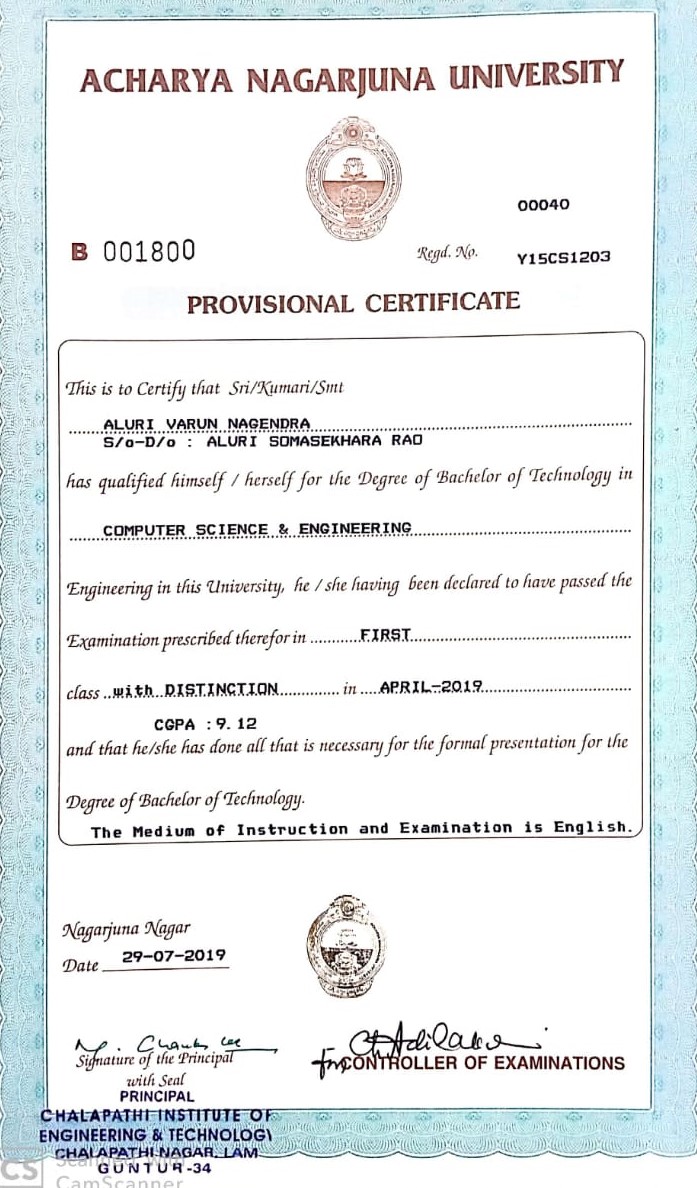 ACHARYA NAGARJUNA UNIVERSITY
00040
B 001800
Regd. No. Y15CS1203
PROVISIONAL CERTIFICATE
This is to Certify that Sri/Kumari/Smt
ALURI VARUN NAGENDRA
S/o-D/o : ALURI SOMASEKHARA RAO
has qualified himself / herself for the Degree of Bachelor of Technology in
COMPUTER SCIENCE & ENGINEERING
Engineering in this University, he / she having been declared to have passed the
Examination prescribed therefor in ..........FIRST..........
class ..with DISTINCTION............. in ....APRIL-2019..........
CGPA : 9.12
and that he/she has done all that is necessary for the formal presentation for the
Degree of Bachelor of Technology.
The Medium of Instruction and Examination is English.
Nagarjuna Nagar
Date 29-07-2019
Signature of the Principal
with Seal
PRINCIPAL
For CONTROLLER OF EXAMINATIONS
CHALAPATHI INSTITUTE OF
ENGINEERING & TECHNOLOGY
CHALAPATHI NAGAR, LAM
GUNTUR-34
CS Scanned with
CamScanner